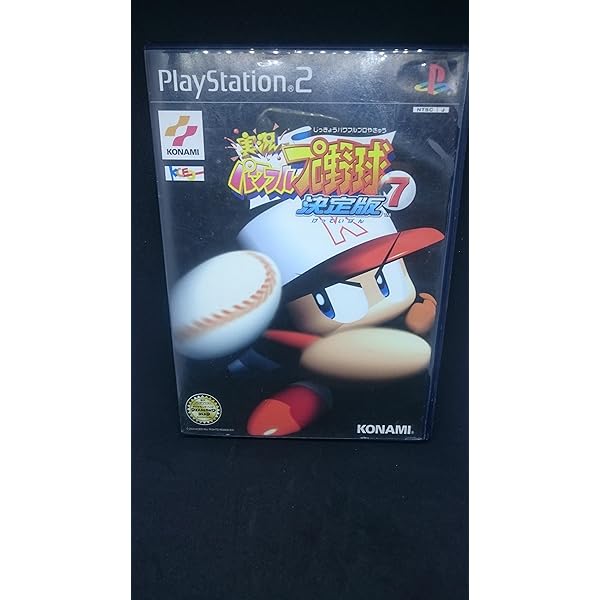 PlayStation.2
NTSC J
KONAMI
じっきょうパワフルプロやきゅう
実況
パワフルプロ野球7
決定版
けっていばん
KONAMI